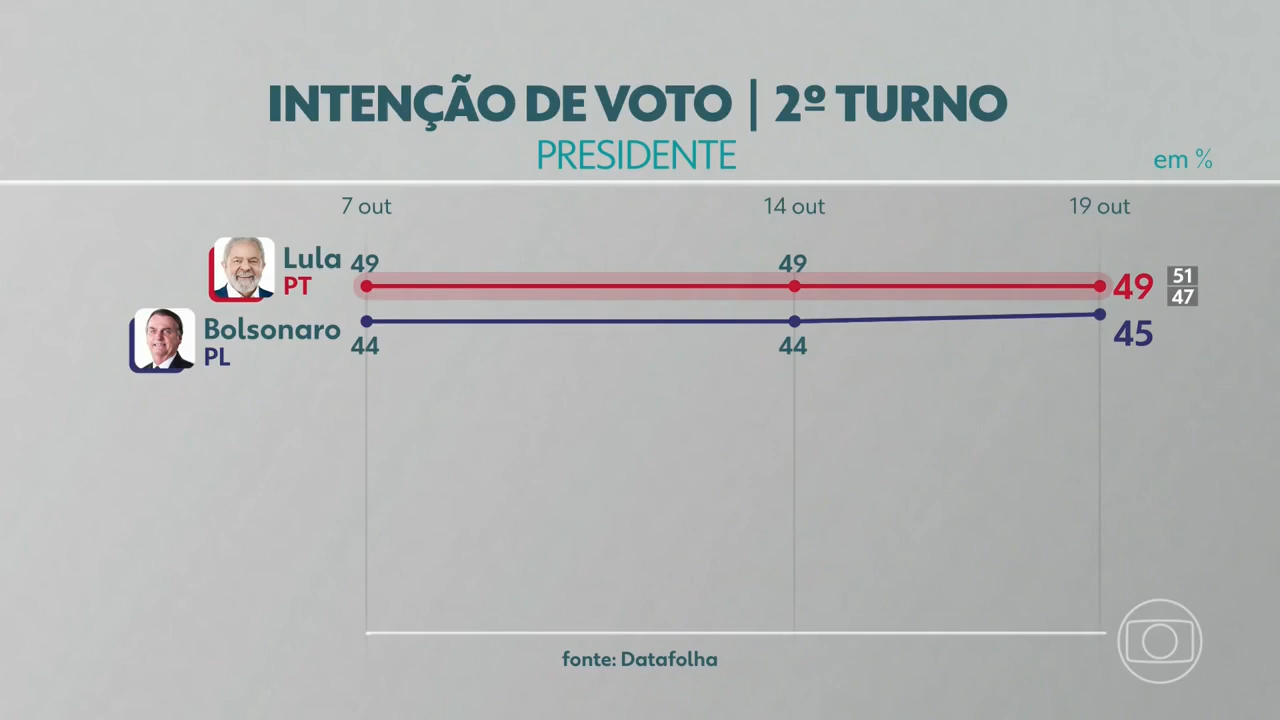 INTENÇÃO DE VOTO | 2º TURNO
PRESIDENTE
em %
7 out
14 out
19 out
Lula
PT
49
49
49
51
47
Bolsonaro
PL
44
44
45
fonte: Datafolha